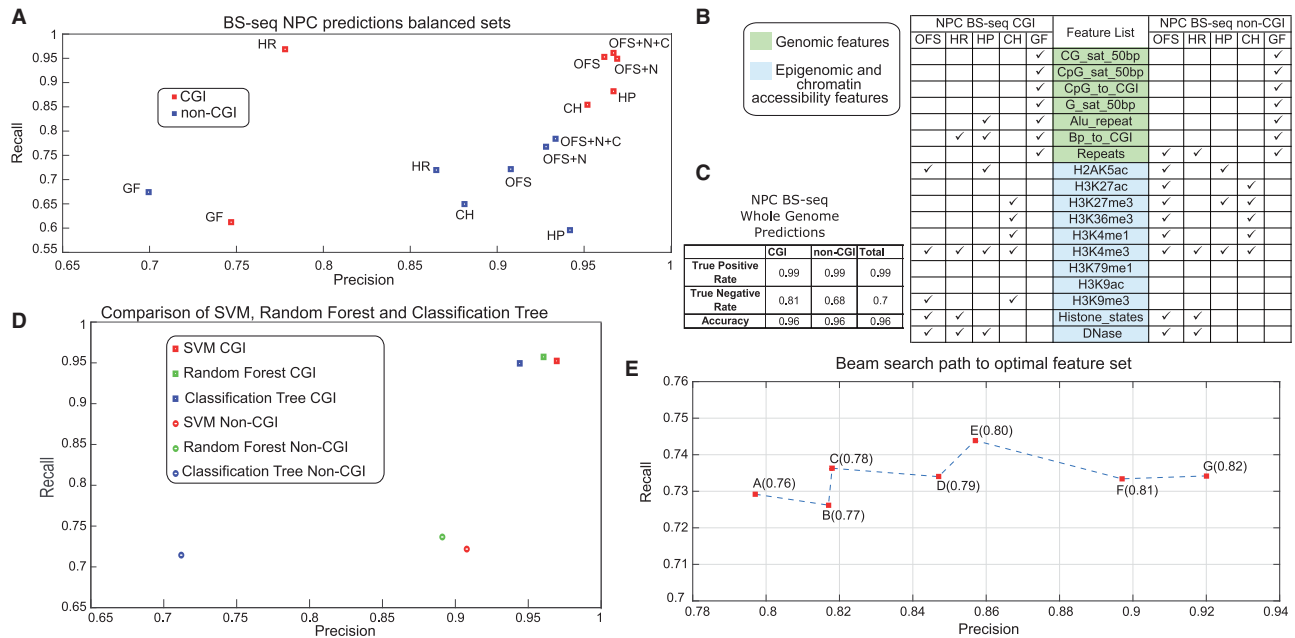 A
BS-seq NPC predictions balanced sets
Recall
1
0.95
0.9
0.85
0.8
0.75
0.7
0.65
0.6
0.55
0.65 0.7 0.75 0.8 0.85 0.9 0.95 1
Precision
CGI
non-CGI
HR
OFS+N+C
OFS
OFS+N
HP
CH
OFS+N+C
OFS+N
HR
OFS
GF
CH
GF
HP
B
Genomic features
Epigenomic and
chromatin
accessibility features
NPC BS-seq CGI Feature List NPC BS-seq non-CGI
OFS HR HP CH GF OFS HR HP CH GF
✓ CG_sat_50bp ✓
✓ CpG_sat_50bp ✓
✓ CpG_to_CGI ✓
✓ G_sat_50bp ✓
✓ ✓ Alu_repeat ✓
✓ ✓ ✓ Bp_to_CGI ✓
✓ Repeats ✓ ✓ ✓
✓ ✓ H2AK5ac ✓ ✓
H3K27ac ✓ ✓
✓ H3K27me3 ✓ ✓ ✓
✓ H3K36me3 ✓ ✓
✓ H3K4me1 ✓ ✓
✓ ✓ ✓ ✓ H3K4me3 ✓ ✓ ✓ ✓
H3K79me1
H3K9ac
✓ ✓ H3K9me3 ✓
✓ ✓ Histone_states ✓ ✓
✓ ✓ ✓ DNase ✓ ✓
C
NPC BS-seq
Whole Genome
Predictions
CGI non-CGI Total
True Positive
Rate 0.99 0.99 0.99
True Negative
Rate 0.81 0.68 0.7
Accuracy 0.96 0.96 0.96
D
Comparison of SVM, Random Forest and Classification Tree
Recall
1
0.95
0.9
0.85
0.8
0.75
0.7
0.65
0.65 0.7 0.75 0.8 0.85 0.9 0.95 1
Precision
SVM CGI
Random Forest CGI
Classification Tree CGI
SVM Non-CGI
Random Forest Non-CGI
Classification Tree Non-CGI
E
Beam search path to optimal feature set
Recall
0.76
0.75
0.74
0.73
0.72
0.71
0.7
0.78 0.8 0.82 0.84 0.86 0.88 0.9 0.92 0.94
Precision
A(0.76)
B(0.77)
C(0.78)
D(0.79)
E(0.80)
F(0.81)
G(0.82)